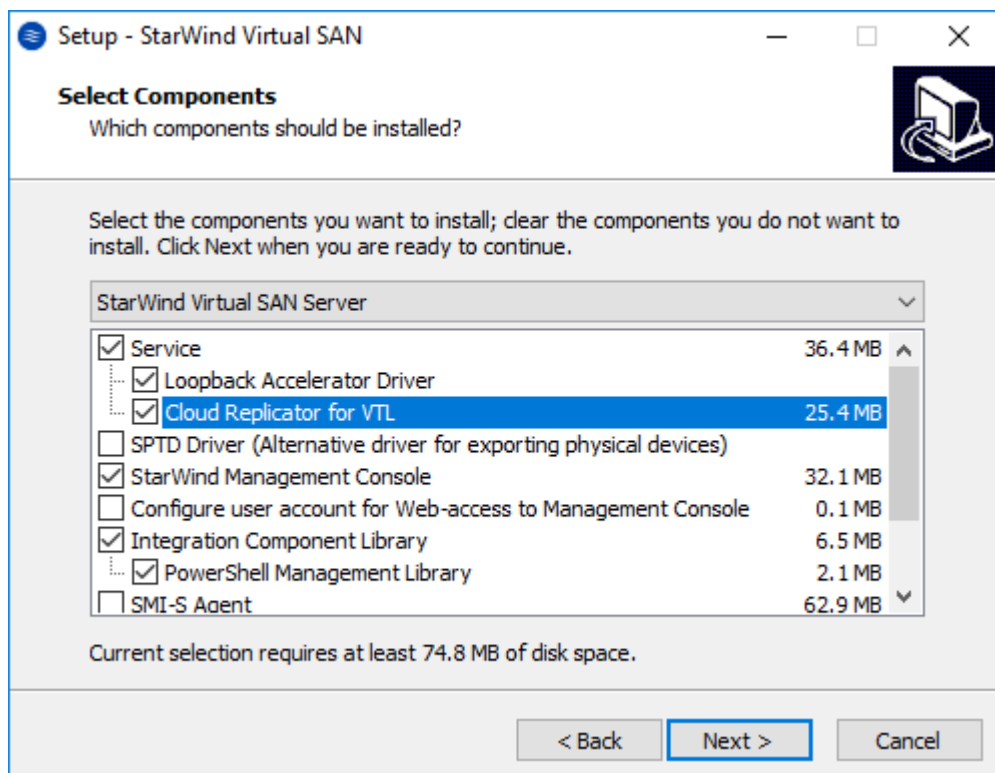 Setup - StarWind Virtual SAN
Select Components
Which components should be installed?
Select the components you want to install; clear the components you do not want to
install. Click Next when you are ready to continue.
StarWind Virtual SAN Server
Service 36.4 MB
Loopback Accelerator Driver
Cloud Replicator for VTL 25.4 MB
SPTD Driver (Alternative driver for exporting physical devices)
StarWind Management Console 32.1 MB
Configure user account for Web-access to Management Console 0.1 MB
Integration Component Library 6.5 MB
PowerShell Management Library 2.1 MB
SMI-S Agent 62.9 MB
Current selection requires at least 74.8 MB of disk space.
< Back Next > Cancel